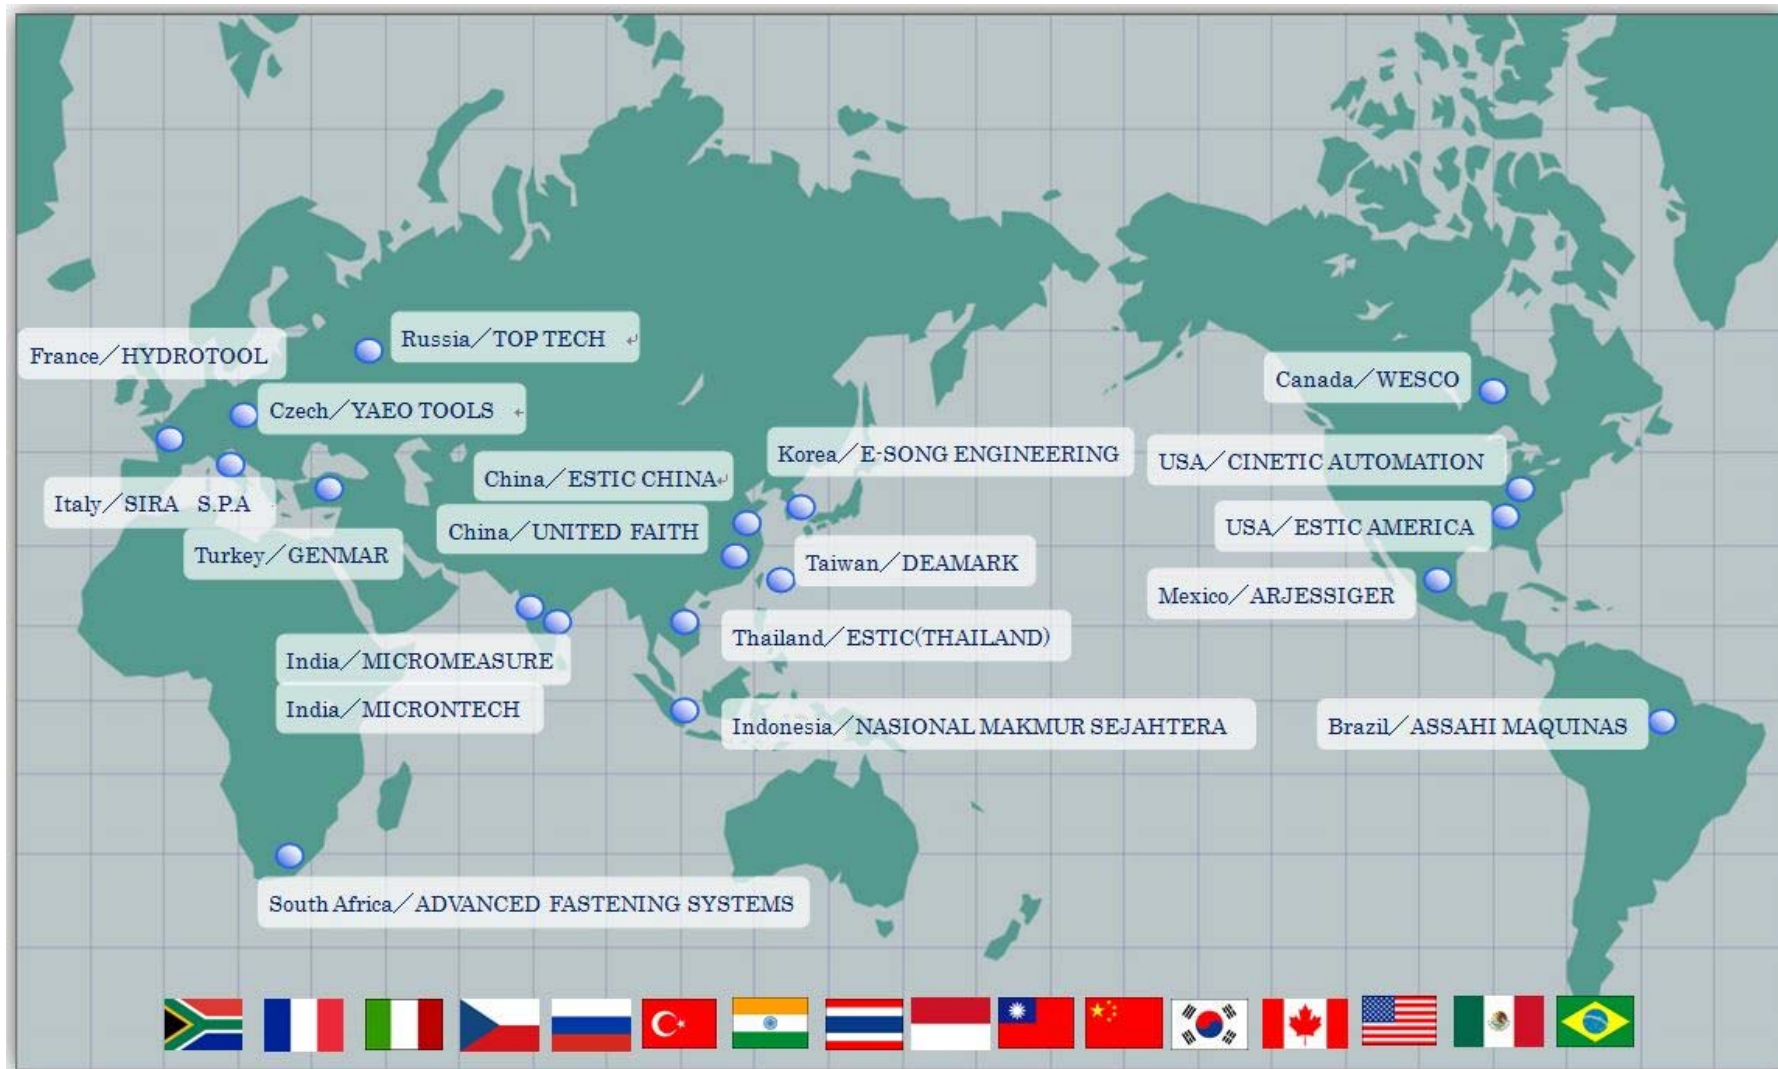 Russia／TOP TECH
France／HYDROTOOL
Canada／WESCO
Czech／YAEO TOOLS
Korea／E-SONG ENGINEERING
USA／CINETIC AUTOMATION
China／ESTIC CHINA
Italy／SIRA S.P.A
China／UNITED FAITH
USA／ESTIC AMERICA
Turkey／GENMAR
Taiwan／DEAMARK
Mexico／ARJESSIGER
Thailand／ESTIC(THAILAND)
India／MICROMEASURE
India／MICRONTECH
Indonesia／NASIONAL MAKMUR SEJAHTERA
Brazil／ASSAHI MAQUINAS
South Africa／ADVANCED FASTENING SYSTEMS